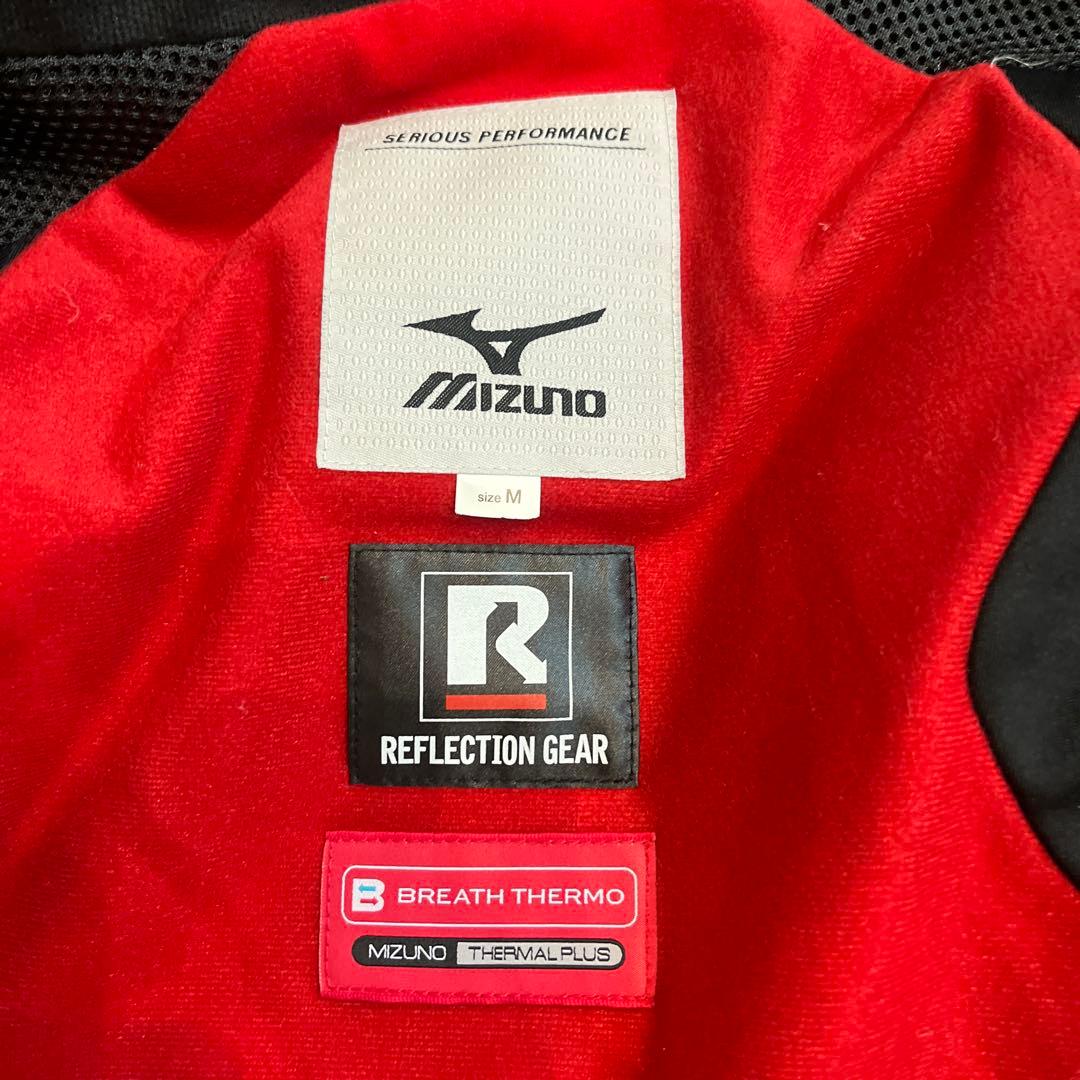 SERIOUS PERFORMANCE
MIZUNO
size M
R
REFLECTION GEAR
B BREATH THERMO
MIZUNO THERMAL PLUS